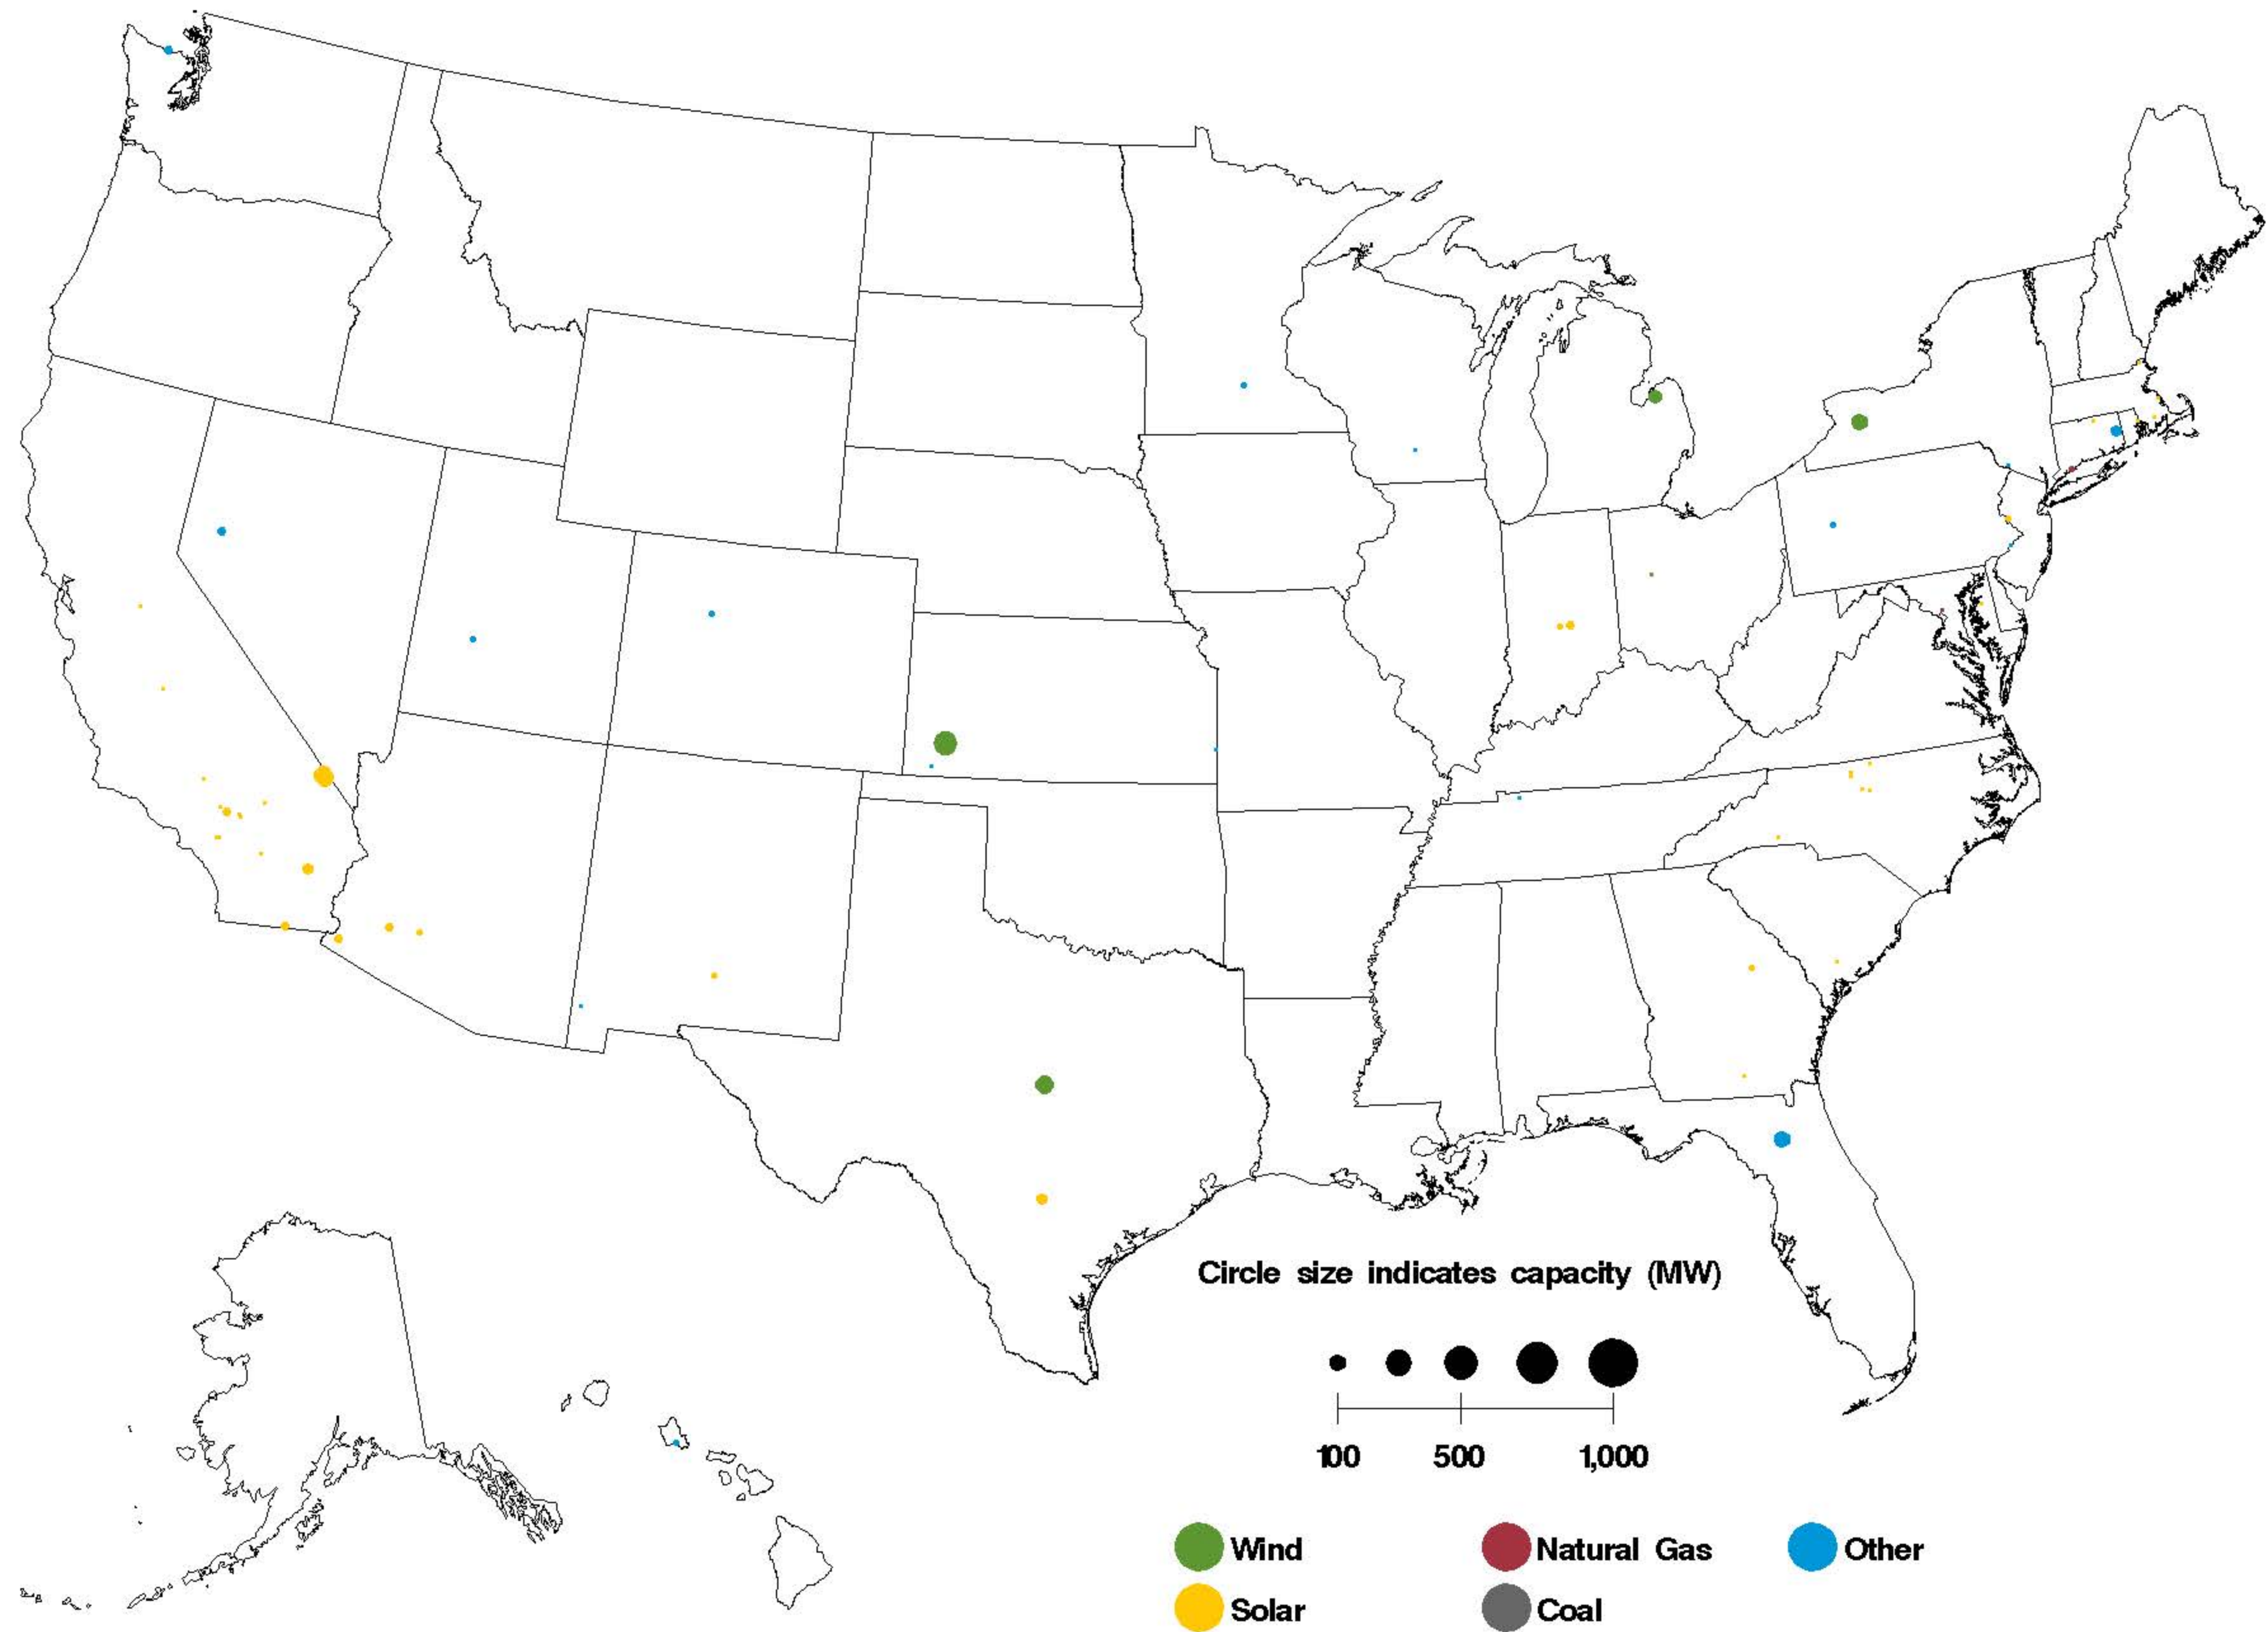 Circle size indicates capacity (MW)
100 500 1,000
Wind Natural Gas Other
Solar Coal